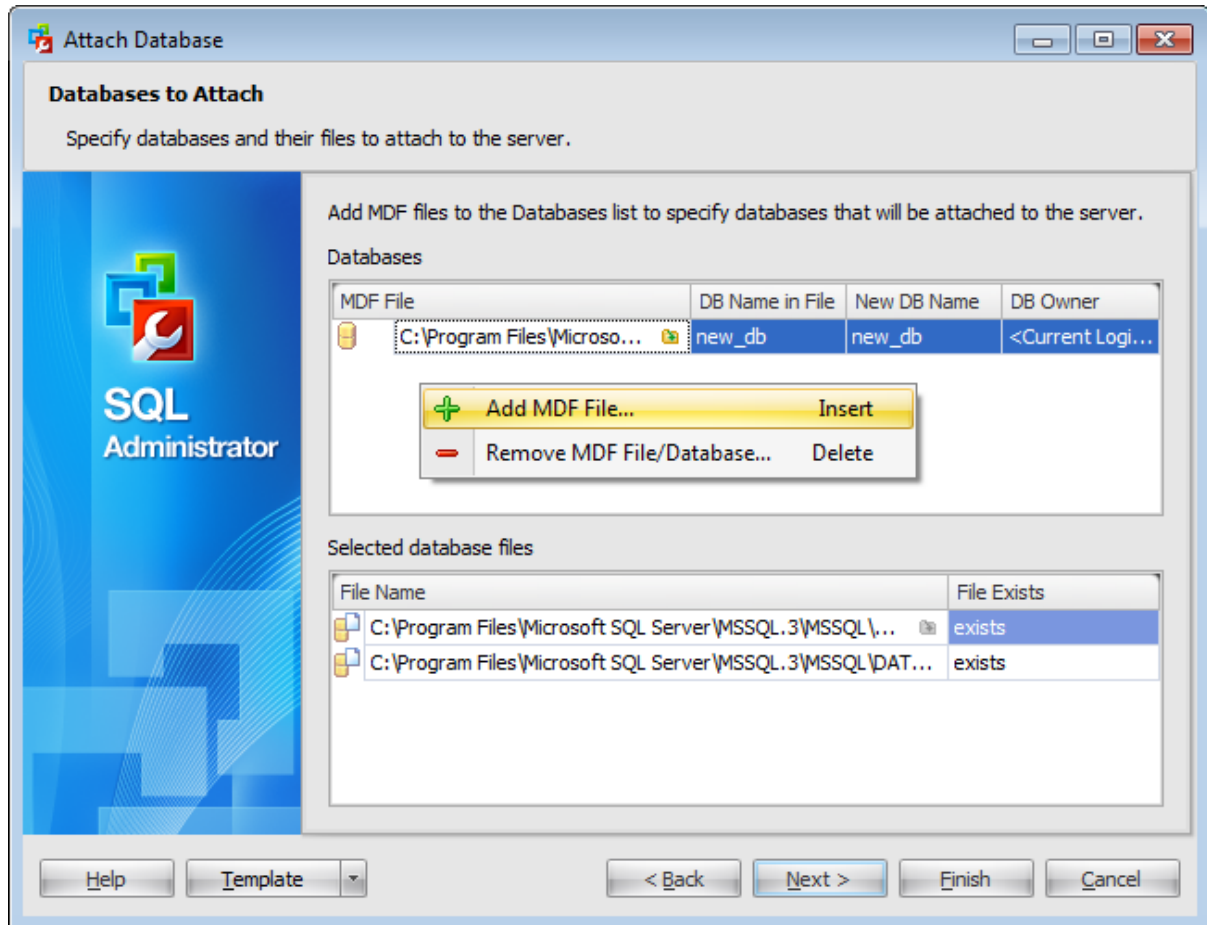 Attach Database
Databases to Attach
Specify databases and their files to attach to the server.
SQL
Administrator
Add MDF files to the Databases list to specify databases that will be attached to the server.
Databases
MDF File DB Name in File New DB Name DB Owner
C:\Program Files\Microso... new_db new_db <Current Logi...
Add MDF File... Insert
Remove MDF File/Database... Delete
Selected database files
File Name File Exists
C:\Program Files\Microsoft SQL Server\MSSQL.3\MSSQL\... exists
C:\Program Files\Microsoft SQL Server\MSSQL.3\MSSQL\DAT... exists
Help Template < Back Next > Finish Cancel